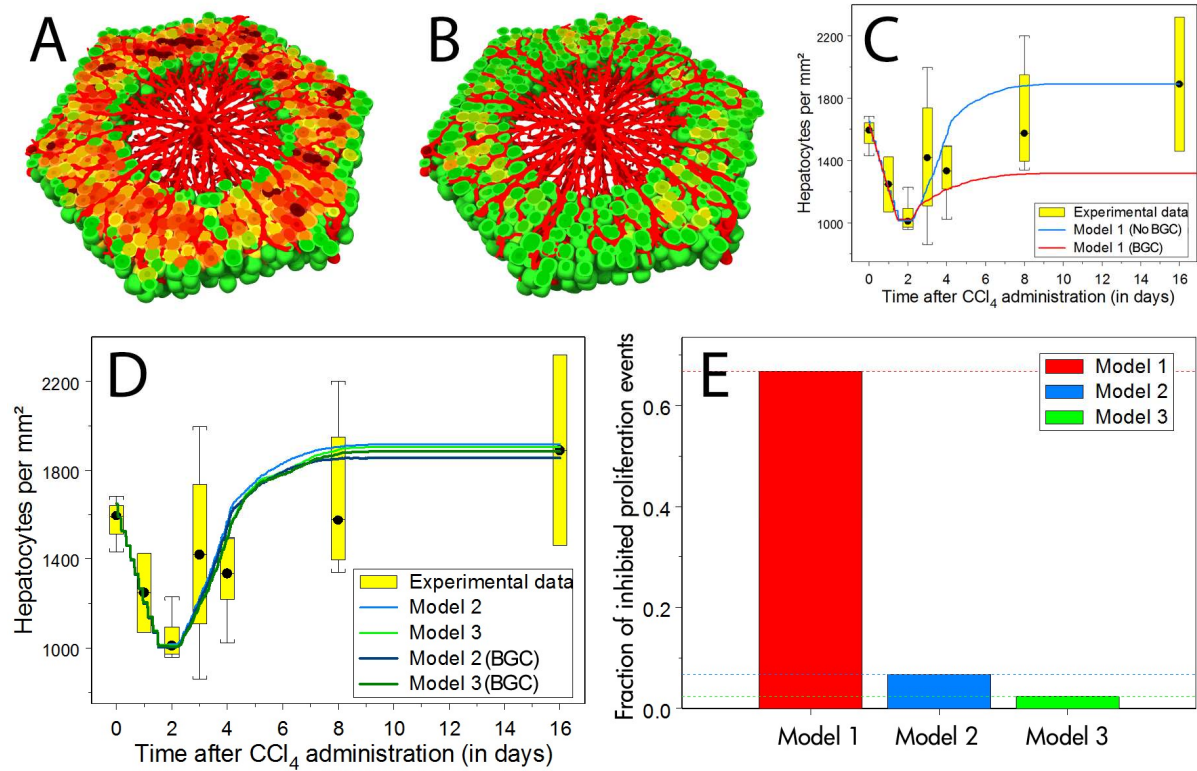 A
B
C
Hepatocytes per mm²
2200
1800
1400
1000
Experimental data
Model 1 (No BGC)
Model 1 (BGC)
0 2 4 6 8 10 12 14 16
Time after CCl4 administration (in days)
D
Hepatocytes per mm²
2200
1800
1400
1000
Experimental data
Model 2
Model 3
Model 2 (BGC)
Model 3 (BGC)
0 2 4 6 8 10 12 14 16
Time after CCl4 administration (in days)
E
Fraction of inhibited proliferation events
0.6
0.4
0.2
0.0
Model 1
Model 2
Model 3
Model 1 Model 2 Model 3